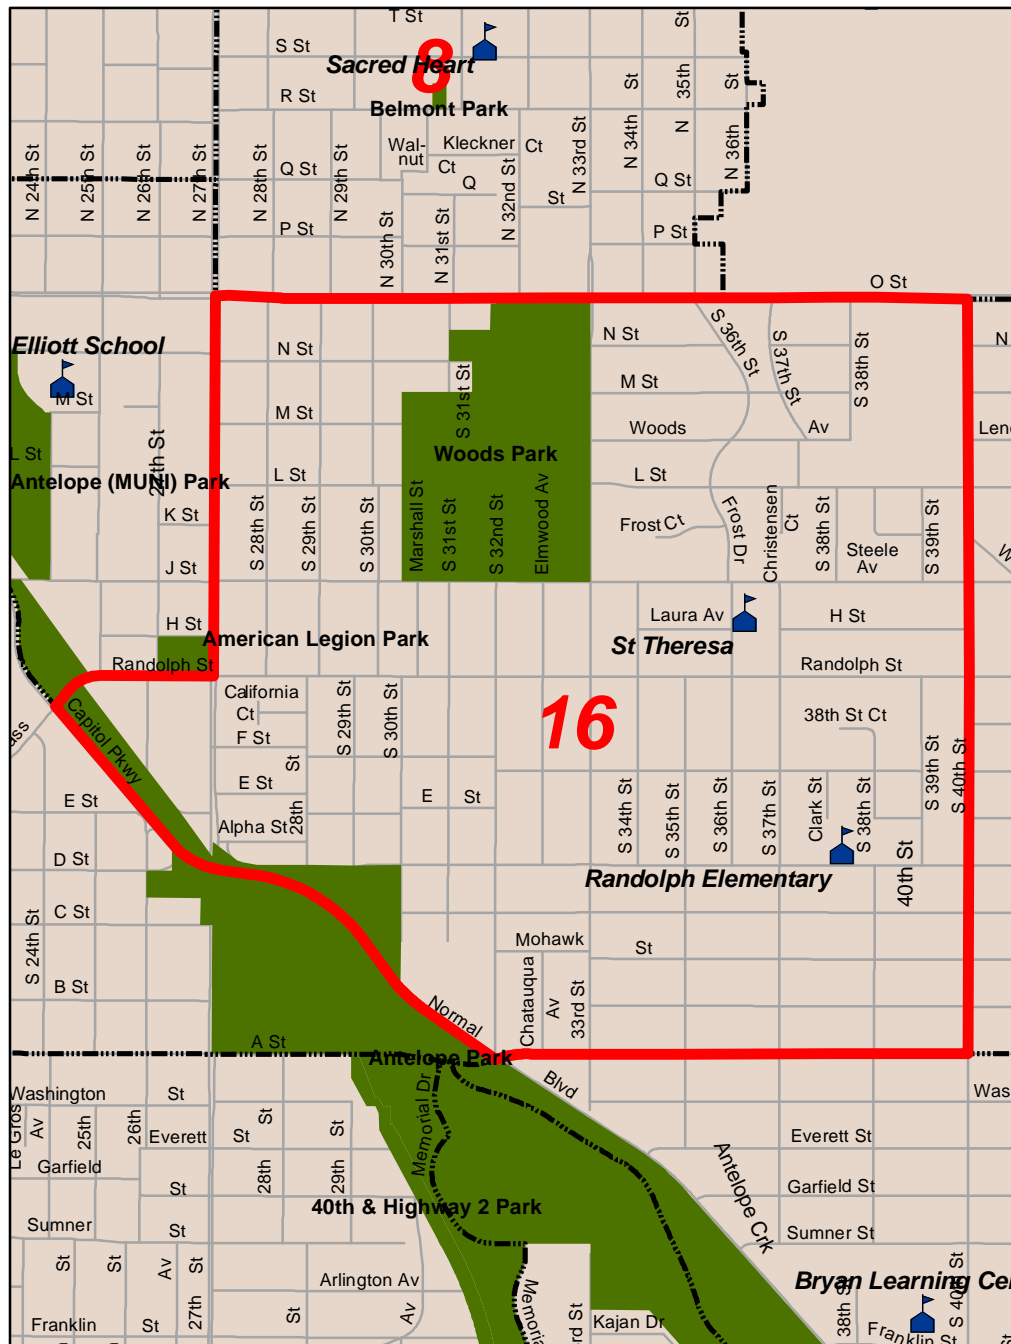 T St
St
S St
Sacred Heart
8
35th
St
St
R St
Belmont Park
N
N 24th St
N 25th St
N 26th St
N 27th St
N 28th St
N 29th St
Wal-
nut
Kleckner
Ct
N 33rd St
N 34th
N 36th
Q St
Ct
Q
Q St
N 32nd St
St
P St
N 30th St
N 31st St
P St
O St
Elliott School
N St
N St
S 36th St
S 37th St
S 38th St
N
M St
M St
S 31st St
M St
L St
27th St
Woods Park
Woods
Av
Antelope (MUNI) Park
L St
L St
K St
S 28th St
S 29th St
S 30th St
Marshall St
S 31st St
S 32nd St
Elmwood Av
Frost Ct
Frost Dr
Christensen
Ct
S 38th St
Steele
Av
S 39th St
J St
H St
American Legion Park
Laura Av
H St
St Theresa
Randolph St
Randolph St
California
Ct
S 29th St
S 30th St
16
38th St Ct
Capitol Pkwy
F St
St
S 39th St
S 40th St
E St
E St
E
St
28th
Alpha St
S 34th St
S 35th St
S 36th St
S 37th St
Clark St
S 38th St
D St
Randolph Elementary
40th St
C St
S 24th St
Mohawk
St
B St
Normal
Chatauqua
Av
33rd St
A St
Antelope Park
Blvd
Washington
St
Memorial Dr
Le Gros
Av
25th
26th
Everett
St
St
St
Everett St
Garfield
28th
29th
Antelope Crk
St
Garfield St
40th & Highway 2 Park
Sumner
St
Sumner St
St
St
Av
St
Arlington Av
Bryan Learning Cen
Franklin
St
27th
St
Av
Kajan Dr
38th
St
S 40th St
Franklin St